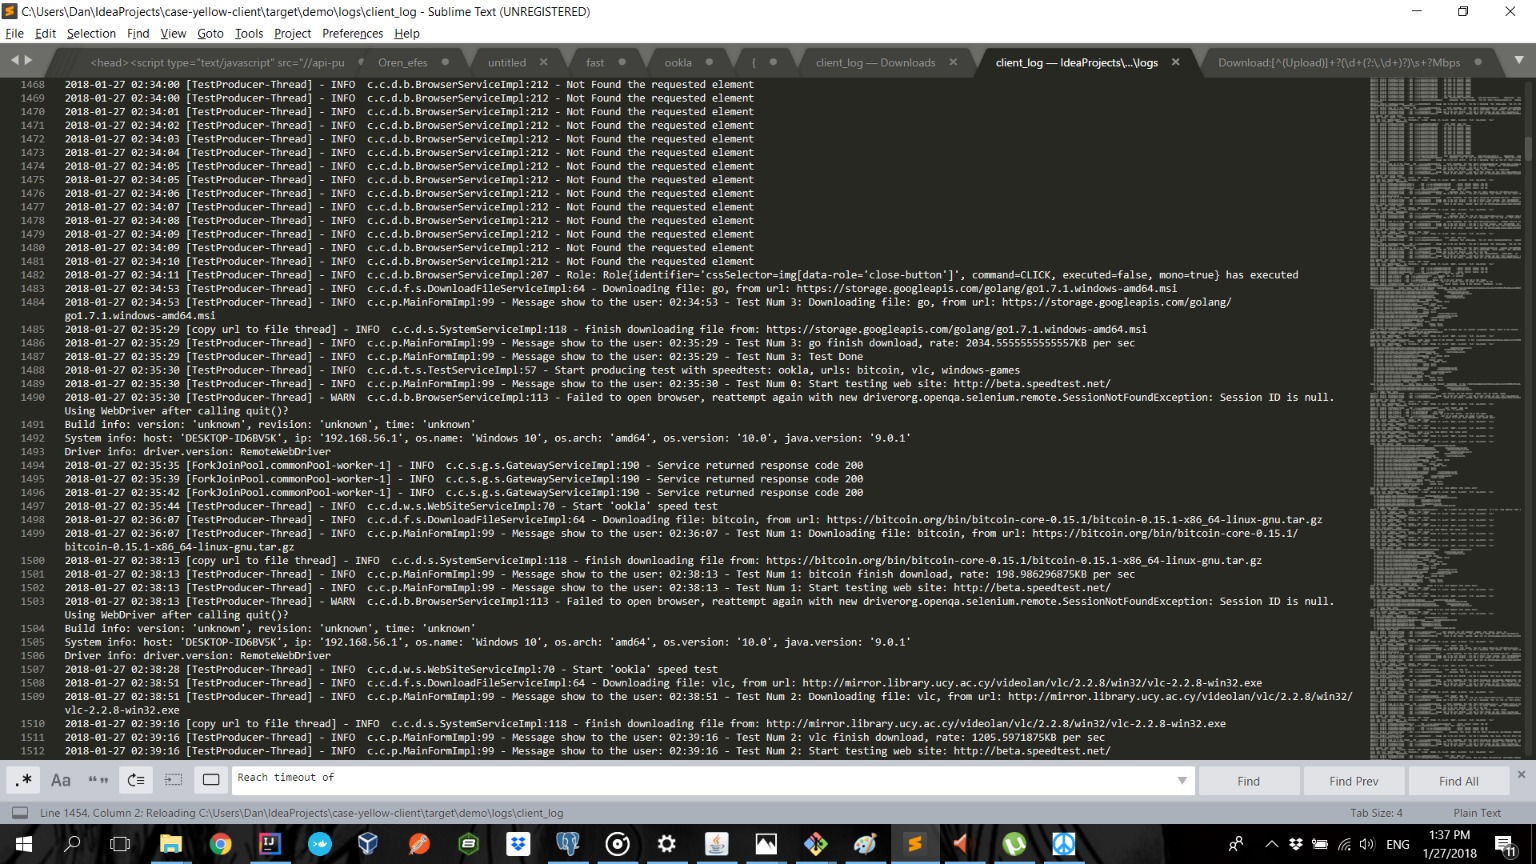 C:\Users\Dan\IdeaProjects\case-yellow-client\target\demo\logs\client_log - Sublime Text (UNREGISTERED)
File Edit Selection Find View Goto Tools Project Preferences Help
<head><script type="text/javascript" src="//api-pu Oren_efes untitled fast ookla { client_log — Downloads client_log — IdeaProjects\...\logs Download:[^(Upload)]+?(\d+(?:\,\d+)?)\s+?Mbps
1468 2018-01-27 02:34:00 [TestProducer-Thread] - INFO c.c.d.b.BrowserServiceImpl:212 - Not Found the requested element
1469 2018-01-27 02:34:00 [TestProducer-Thread] - INFO c.c.d.b.BrowserServiceImpl:212 - Not Found the requested element
1470 2018-01-27 02:34:01 [TestProducer-Thread] - INFO c.c.d.b.BrowserServiceImpl:212 - Not Found the requested element
1471 2018-01-27 02:34:02 [TestProducer-Thread] - INFO c.c.d.b.BrowserServiceImpl:212 - Not Found the requested element
1472 2018-01-27 02:34:03 [TestProducer-Thread] - INFO c.c.d.b.BrowserServiceImpl:212 - Not Found the requested element
1473 2018-01-27 02:34:04 [TestProducer-Thread] - INFO c.c.d.b.BrowserServiceImpl:212 - Not Found the requested element
1474 2018-01-27 02:34:05 [TestProducer-Thread] - INFO c.c.d.b.BrowserServiceImpl:212 - Not Found the requested element
1475 2018-01-27 02:34:05 [TestProducer-Thread] - INFO c.c.d.b.BrowserServiceImpl:212 - Not Found the requested element
1476 2018-01-27 02:34:06 [TestProducer-Thread] - INFO c.c.d.b.BrowserServiceImpl:212 - Not Found the requested element
1477 2018-01-27 02:34:07 [TestProducer-Thread] - INFO c.c.d.b.BrowserServiceImpl:212 - Not Found the requested element
1478 2018-01-27 02:34:08 [TestProducer-Thread] - INFO c.c.d.b.BrowserServiceImpl:212 - Not Found the requested element
1479 2018-01-27 02:34:09 [TestProducer-Thread] - INFO c.c.d.b.BrowserServiceImpl:212 - Not Found the requested element
1480 2018-01-27 02:34:09 [TestProducer-Thread] - INFO c.c.d.b.BrowserServiceImpl:212 - Not Found the requested element
1481 2018-01-27 02:34:10 [TestProducer-Thread] - INFO c.c.d.b.BrowserServiceImpl:212 - Not Found the requested element
1482 2018-01-27 02:34:11 [TestProducer-Thread] - INFO c.c.d.b.BrowserServiceImpl:207 - Role: Role{identifier='cssSelector=img[data-role='close-button']', command=CLICK, executed=false, mono=true} has executed
1483 2018-01-27 02:34:53 [TestProducer-Thread] - INFO c.c.d.f.s.DownloadFileServiceImpl:64 - Downloading file: go, from url: https://storage.googleapis.com/golang/go1.7.1.windows-amd64.msi
1484 2018-01-27 02:34:53 [TestProducer-Thread] - INFO c.c.p.MainFormImpl:99 - Message show to the user: 02:34:53 - Test Num 3: Downloading file: go, from url: https://storage.googleapis.com/golang/
go1.7.1.windows-amd64.msi
1485 2018-01-27 02:35:29 [copy url to file thread] - INFO c.c.d.s.SystemServiceImpl:118 - finish downloading file from: https://storage.googleapis.com/golang/go1.7.1.windows-amd64.msi
1486 2018-01-27 02:35:29 [TestProducer-Thread] - INFO c.c.p.MainFormImpl:99 - Message show to the user: 02:35:29 - Test Num 3: go finish download, rate: 2034.5555555555557KB per sec
1487 2018-01-27 02:35:29 [TestProducer-Thread] - INFO c.c.p.MainFormImpl:99 - Message show to the user: 02:35:29 - Test Num 3: Test Done
1488 2018-01-27 02:35:30 [TestProducer-Thread] - INFO c.c.d.t.s.TestServiceImpl:57 - Start producing test with speedtest: ookla, urls: bitcoin, vlc, windows-games
1489 2018-01-27 02:35:30 [TestProducer-Thread] - INFO c.c.p.MainFormImpl:99 - Message show to the user: 02:35:30 - Test Num 0: Start testing web site: http://beta.speedtest.net/
1490 2018-01-27 02:35:30 [TestProducer-Thread] - WARN c.c.d.b.BrowserServiceImpl:113 - Failed to open browser, reattempt again with new driverorg.openqa.selenium.remote.SessionNotFoundException: Session ID is null.
Using WebDriver after calling quit()?
1491 Build info: version: 'unknown', revision: 'unknown', time: 'unknown'
1492 System info: host: 'DESKTOP-ID6BV5K', ip: '192.168.56.1', os.name: 'Windows 10', os.arch: 'amd64', os.version: '10.0', java.version: '9.0.1'
1493 Driver info: driver.version: RemoteWebDriver
1494 2018-01-27 02:35:35 [ForkJoinPool.commonPool-worker-1] - INFO c.c.s.g.s.GatewayServiceImpl:190 - Service returned response code 200
1495 2018-01-27 02:35:39 [ForkJoinPool.commonPool-worker-1] - INFO c.c.s.g.s.GatewayServiceImpl:190 - Service returned response code 200
1496 2018-01-27 02:35:42 [ForkJoinPool.commonPool-worker-1] - INFO c.c.s.g.s.GatewayServiceImpl:190 - Service returned response code 200
1497 2018-01-27 02:35:44 [TestProducer-Thread] - INFO c.c.d.w.s.WebSiteServiceImpl:70 - Start 'ookla' speed test
1498 2018-01-27 02:36:07 [TestProducer-Thread] - INFO c.c.d.f.s.DownloadFileServiceImpl:64 - Downloading file: bitcoin, from url: https://bitcoin.org/bin/bitcoin-core-0.15.1/bitcoin-0.15.1-x86_64-linux-gnu.tar.gz
1499 2018-01-27 02:36:07 [TestProducer-Thread] - INFO c.c.p.MainFormImpl:99 - Message show to the user: 02:36:07 - Test Num 1: Downloading file: bitcoin, from url: https://bitcoin.org/bin/bitcoin-core-0.15.1/
bitcoin-0.15.1-x86_64-linux-gnu.tar.gz
1500 2018-01-27 02:38:13 [copy url to file thread] - INFO c.c.d.s.SystemServiceImpl:118 - finish downloading file from: https://bitcoin.org/bin/bitcoin-core-0.15.1/bitcoin-0.15.1-x86_64-linux-gnu.tar.gz
1501 2018-01-27 02:38:13 [TestProducer-Thread] - INFO c.c.p.MainFormImpl:99 - Message show to the user: 02:38:13 - Test Num 1: bitcoin finish download, rate: 198.986296875KB per sec
1502 2018-01-27 02:38:13 [TestProducer-Thread] - INFO c.c.p.MainFormImpl:99 - Message show to the user: 02:38:13 - Test Num 1: Start testing web site: http://beta.speedtest.net/
1503 2018-01-27 02:38:13 [TestProducer-Thread] - WARN c.c.d.b.BrowserServiceImpl:113 - Failed to open browser, reattempt again with new driverorg.openqa.selenium.remote.SessionNotFoundException: Session ID is null.
Using WebDriver after calling quit()?
1504 Build info: version: 'unknown', revision: 'unknown', time: 'unknown'
1505 System info: host: 'DESKTOP-ID6BV5K', ip: '192.168.56.1', os.name: 'Windows 10', os.arch: 'amd64', os.version: '10.0', java.version: '9.0.1'
1506 Driver info: driver.version: RemoteWebDriver
1507 2018-01-27 02:38:28 [TestProducer-Thread] - INFO c.c.d.w.s.WebSiteServiceImpl:70 - Start 'ookla' speed test
1508 2018-01-27 02:38:51 [TestProducer-Thread] - INFO c.c.d.f.s.DownloadFileServiceImpl:64 - Downloading file: vlc, from url: http://mirror.library.ucy.ac.cy/videolan/vlc/2.2.8/win32/vlc-2.2.8-win32.exe
1509 2018-01-27 02:38:51 [TestProducer-Thread] - INFO c.c.p.MainFormImpl:99 - Message show to the user: 02:38:51 - Test Num 2: Downloading file: vlc, from url: http://mirror.library.ucy.ac.cy/videolan/vlc/2.2.8/win32/
vlc-2.2.8-win32.exe
1510 2018-01-27 02:39:16 [copy url to file thread] - INFO c.c.d.s.SystemServiceImpl:118 - finish downloading file from: http://mirror.library.ucy.ac.cy/videolan/vlc/2.2.8/win32/vlc-2.2.8-win32.exe
1511 2018-01-27 02:39:16 [TestProducer-Thread] - INFO c.c.p.MainFormImpl:99 - Message show to the user: 02:39:16 - Test Num 2: vlc finish download, rate: 1205.5971875KB per sec
1512 2018-01-27 02:39:16 [TestProducer-Thread] - INFO c.c.p.MainFormImpl:99 - Message show to the user: 02:39:16 - Test Num 2: Start testing web site: http://beta.speedtest.net/
.* Aa “” Reach timeout of Find Find Prev Find All
Line 1454, Column 2: Reloading C:\Users\Dan\IdeaProjects\case-yellow-client\target\demo\logs\client_log Tab Size: 4 Plain Text
ENG
1:37 PM
1/27/2018
11